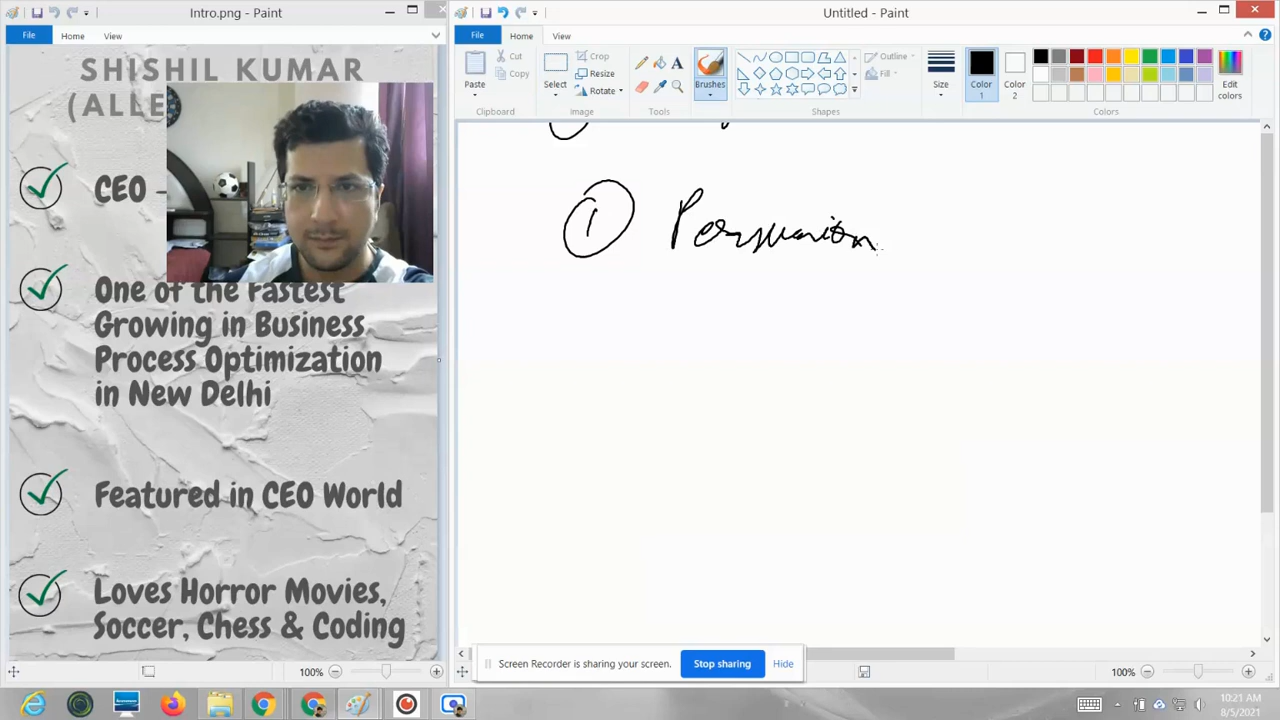 Intro.png - Paint
File
Home
View
SHISHIL KUMAR
(ALLE
CEO -
One of the Fastest
Growing in Business
Process Optimization
in New Delhi
Featured in CEO World
Loves Horror Movies,
Soccer, Chess & Coding
100%
Untitled - Paint
File
Home
View
Paste
Cut
Copy
Clipboard
Select
Crop
Resize
Rotate
Image
A
Tools
Brushes
Outline
Fill
Shapes
Size
Color
1
Color
2
Edit
colors
Colors
1 Persuasion
Screen Recorder is sharing your screen.
Stop sharing
Hide
100%
10:21 AM
8/5/2021